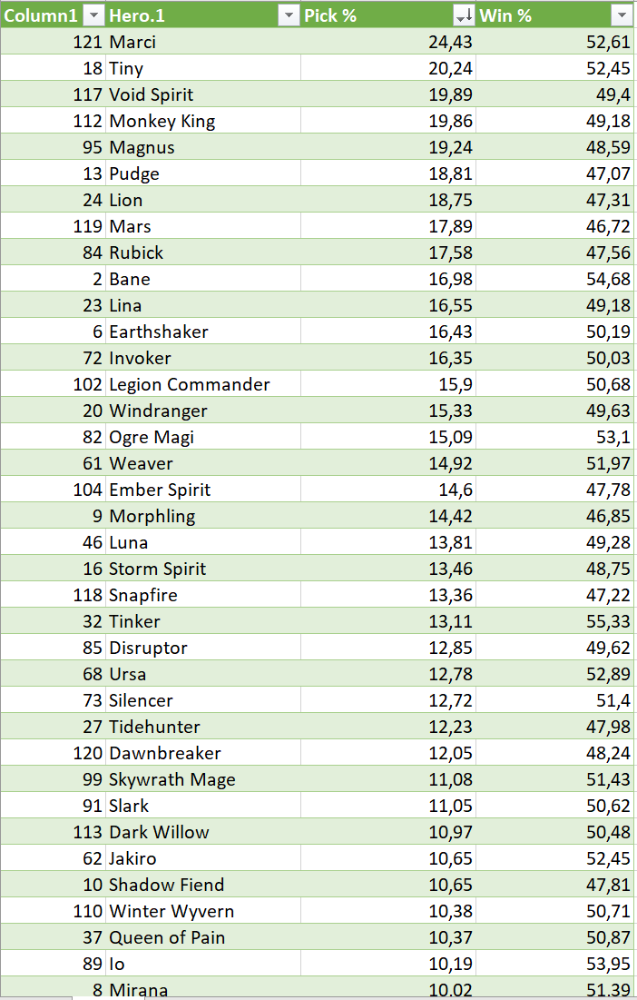 Column1 Hero.1 Pick % Win %
121 Marci 24,43 52,61
18 Tiny 20,24 52,45
117 Void Spirit 19,89 49,4
112 Monkey King 19,86 49,18
95 Magnus 19,24 48,59
13 Pudge 18,81 47,07
24 Lion 18,75 47,31
119 Mars 17,89 46,72
84 Rubick 17,58 47,56
2 Bane 16,98 54,68
23 Lina 16,55 49,18
6 Earthshaker 16,43 50,19
72 Invoker 16,35 50,03
102 Legion Commander 15,9 50,68
20 Windranger 15,33 49,63
82 Ogre Magi 15,09 53,1
61 Weaver 14,92 51,97
104 Ember Spirit 14,6 47,78
9 Morphling 14,42 46,85
46 Luna 13,81 49,28
16 Storm Spirit 13,46 48,75
118 Snapfire 13,36 47,22
32 Tinker 13,11 55,33
85 Disruptor 12,85 49,62
68 Ursa 12,78 52,89
73 Silencer 12,72 51,4
27 Tidehunter 12,23 47,98
120 Dawnbreaker 12,05 48,24
99 Skywrath Mage 11,08 51,43
91 Slark 11,05 50,62
113 Dark Willow 10,97 50,48
62 Jakiro 10,65 52,45
10 Shadow Fiend 10,65 47,81
110 Winter Wyvern 10,38 50,71
37 Queen of Pain 10,37 50,87
89 Io 10,19 53,95
8 Mirana 10,02 51,39